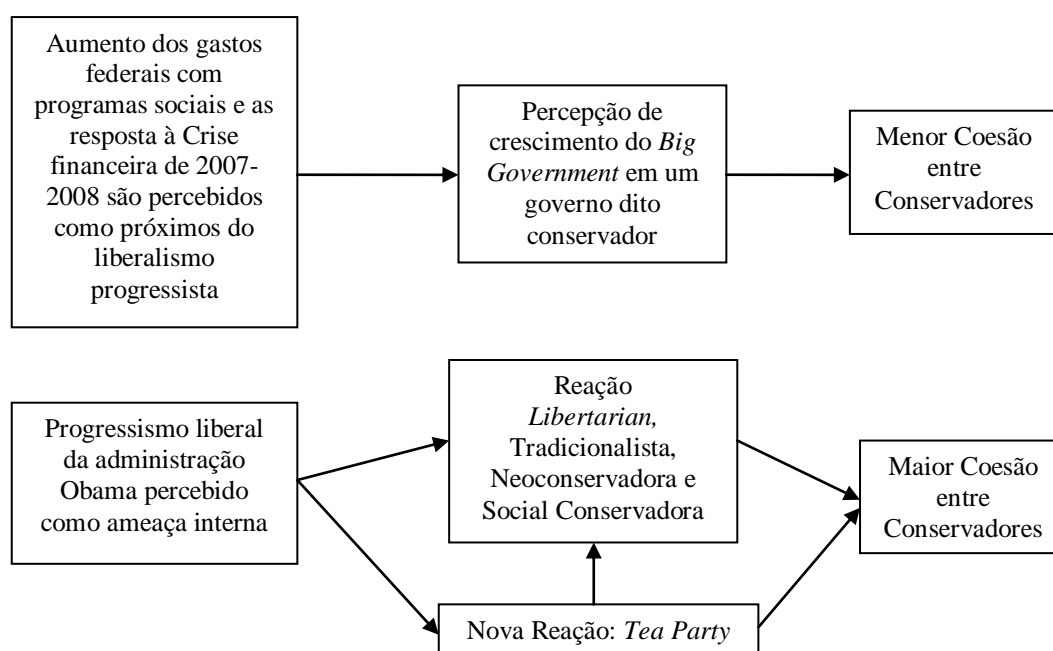 Aumento dos gastos
federais com
programas sociais e as
resposta à Crise
financeira de 2007-
2008 são percebidos
como próximos do
liberalismo
progressista
Percepção de
crescimento do Big
Government em um
governo dito
conservador
Menor Coesão
entre
Conservadores
Progressismo liberal
da administração
Obama percebido
como ameaça interna
Reação
Libertarian,
Tradicionalista,
Neoconservadora e
Social Conservadora
Nova Reação: Tea Party
Maior Coesão
entre
Conservadores